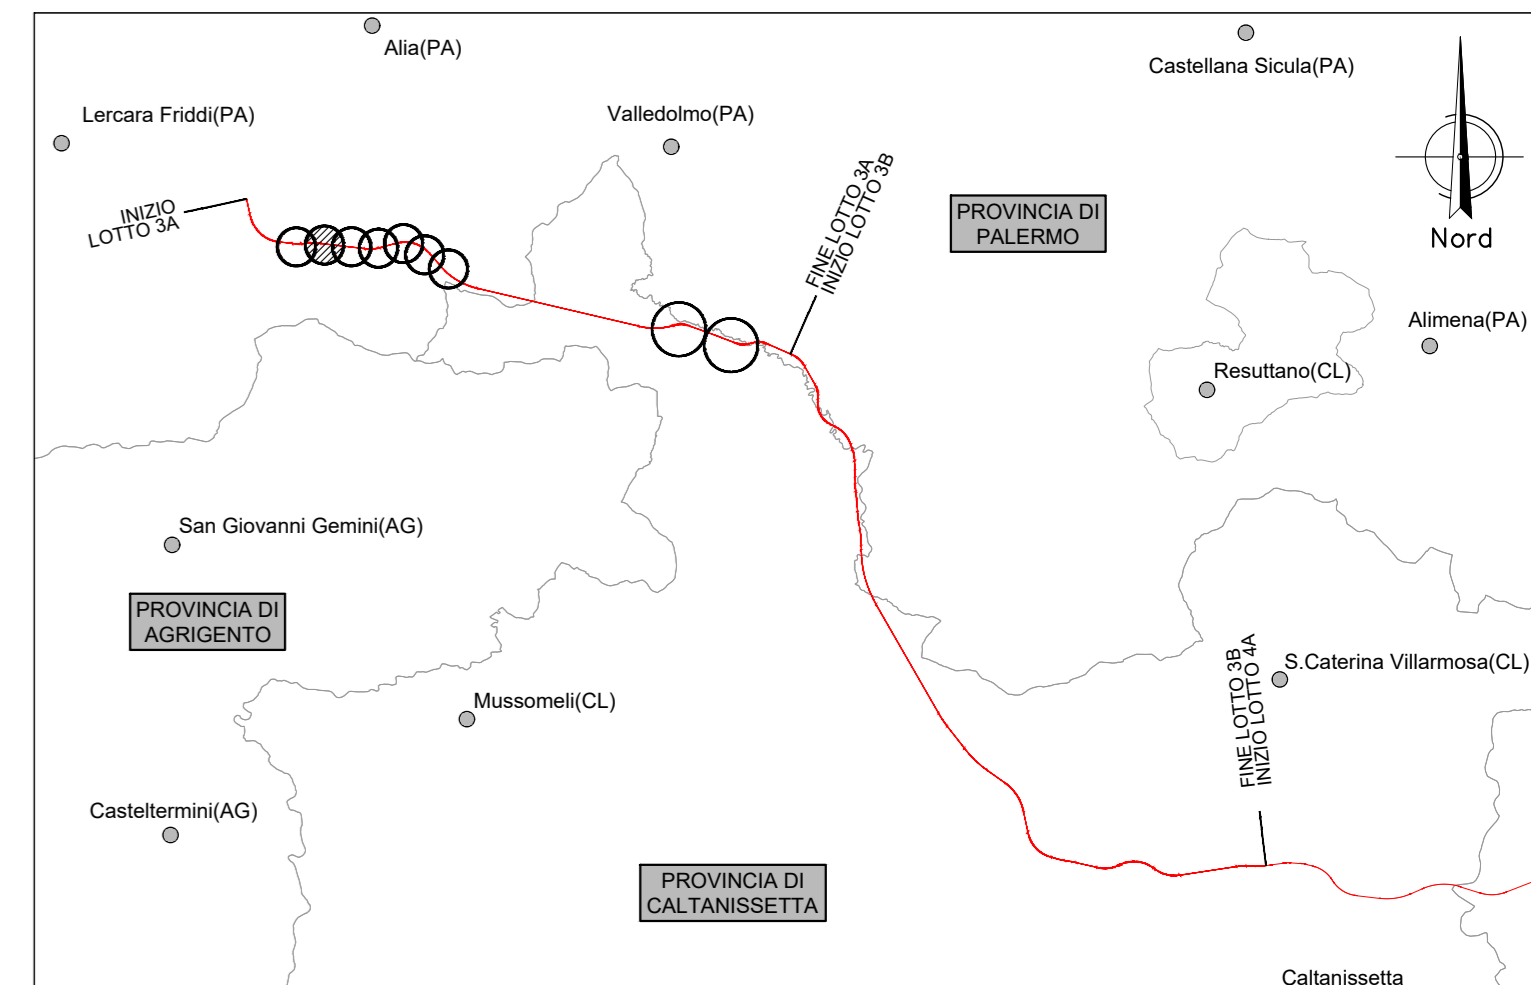 Alia(PA)
Castellana Sicula(PA)
Lercara Friddi(PA)
Valledolmo(PA)
INIZIO
LOTTO 3A
FINE LOTTO 3A
INIZIO LOTTO 3B
PROVINCIA DI
PALERMO
Nord
Alimena(PA)
Resuttano(CL)
San Giovanni Gemini(AG)
PROVINCIA DI
AGRIGENTO
FINE LOTTO 3B
INIZIO LOTTO 4A
S.Caterina Villarmosa(CL)
Mussomeli(CL)
Casteltermini(AG)
PROVINCIA DI
CALTANISSETTA
Caltanissetta